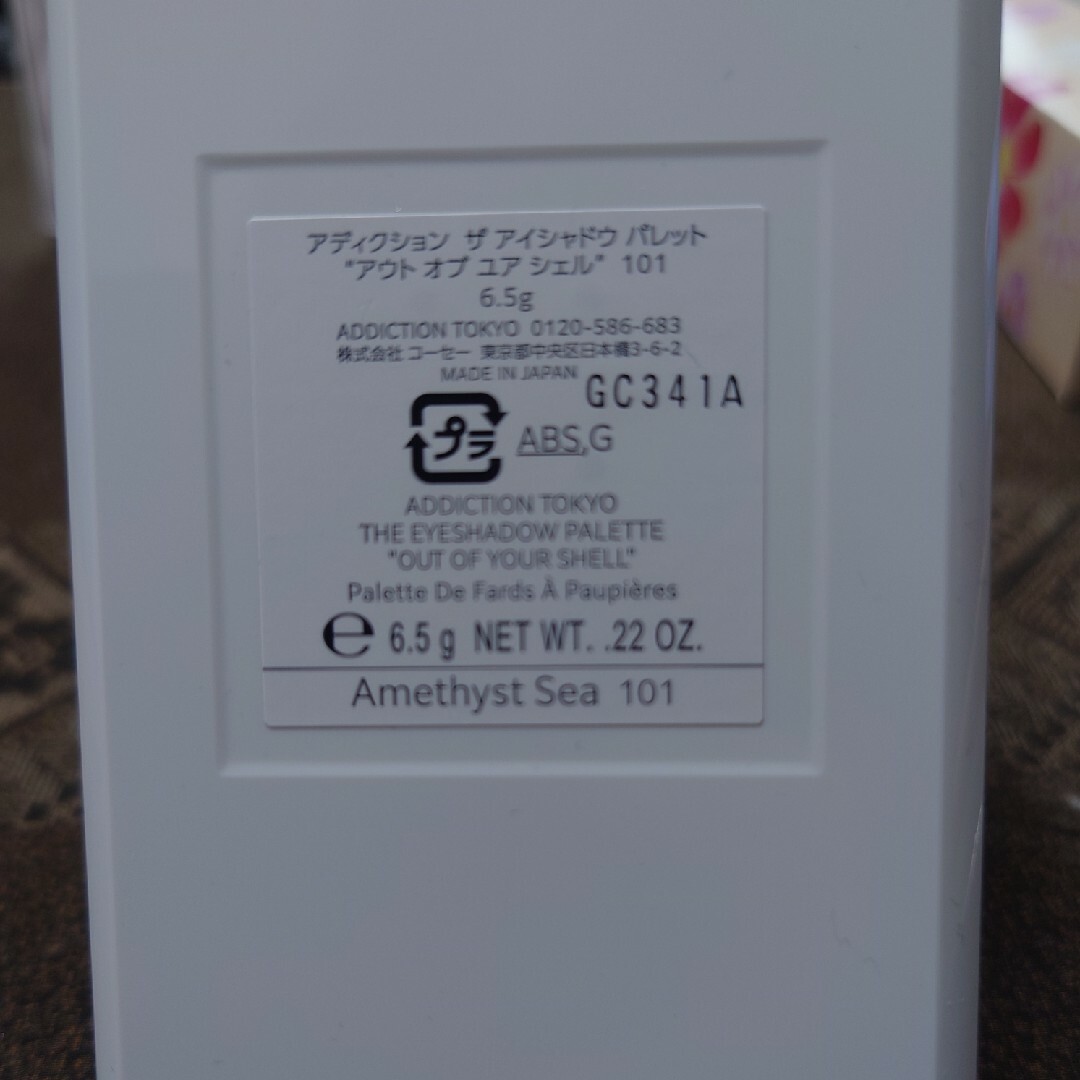 アディクション ザ アイシャドウ パレット
"アウト オブ ユア シェル" 101
6.5g
ADDICTION TOKYO 0120-586-683
株式会社 コーセー 東京都中央区日本橋3-6-2
MADE IN JAPAN
GC341A
プラ ABS,G
ADDICTION TOKYO
THE EYESHADOW PALETTE
"OUT OF YOUR SHELL"
Palette De Fards À Paupières
℮ 6.5 g NET WT. .22 OZ.
Amethyst Sea 101